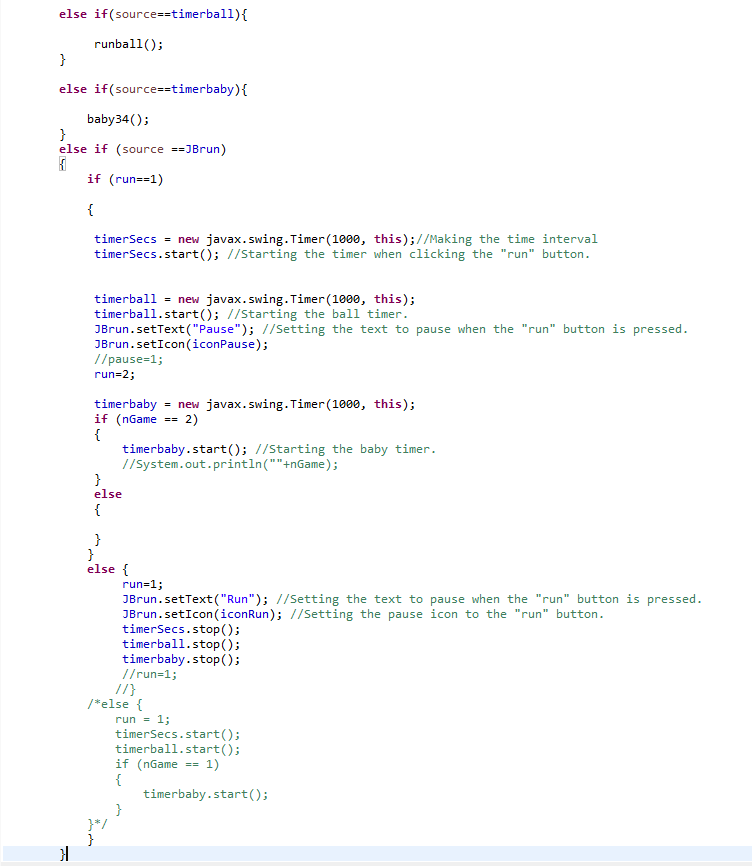 else if(source==timerball){
runball();
}
else if(source==timerbaby){
baby34();
}
else if (source ==JBrun)
{
if (run==1)
{
timerSecs = new javax.swing.Timer(1000, this);//Making the time interval
timerSecs.start(); //Starting the timer when clicking the "run" button.
timerball = new javax.swing.Timer(1000, this);
timerball.start(); //Starting the ball timer.
JBrun.setText("Pause"); //Setting the text to pause when the "run" button is pressed.
JBrun.setIcon(iconPause);
//pause=1;
run=2;
timerbaby = new javax.swing.Timer(1000, this);
if (nGame == 2)
{
timerbaby.start(); //Starting the baby timer.
//System.out.println(""+nGame);
}
else
{
}
}
else {
run=1;
JBrun.setText("Run"); //Setting the text to pause when the "run" button is pressed.
JBrun.setIcon(iconRun); //Setting the pause icon to the "run" button.
timerSecs.stop();
timerball.stop();
timerbaby.stop();
//run=1;
//}
/*else {
run = 1;
timerSecs.start();
timerball.start();
if (nGame == 1)
{
timerbaby.start();
}
}*/
}
}